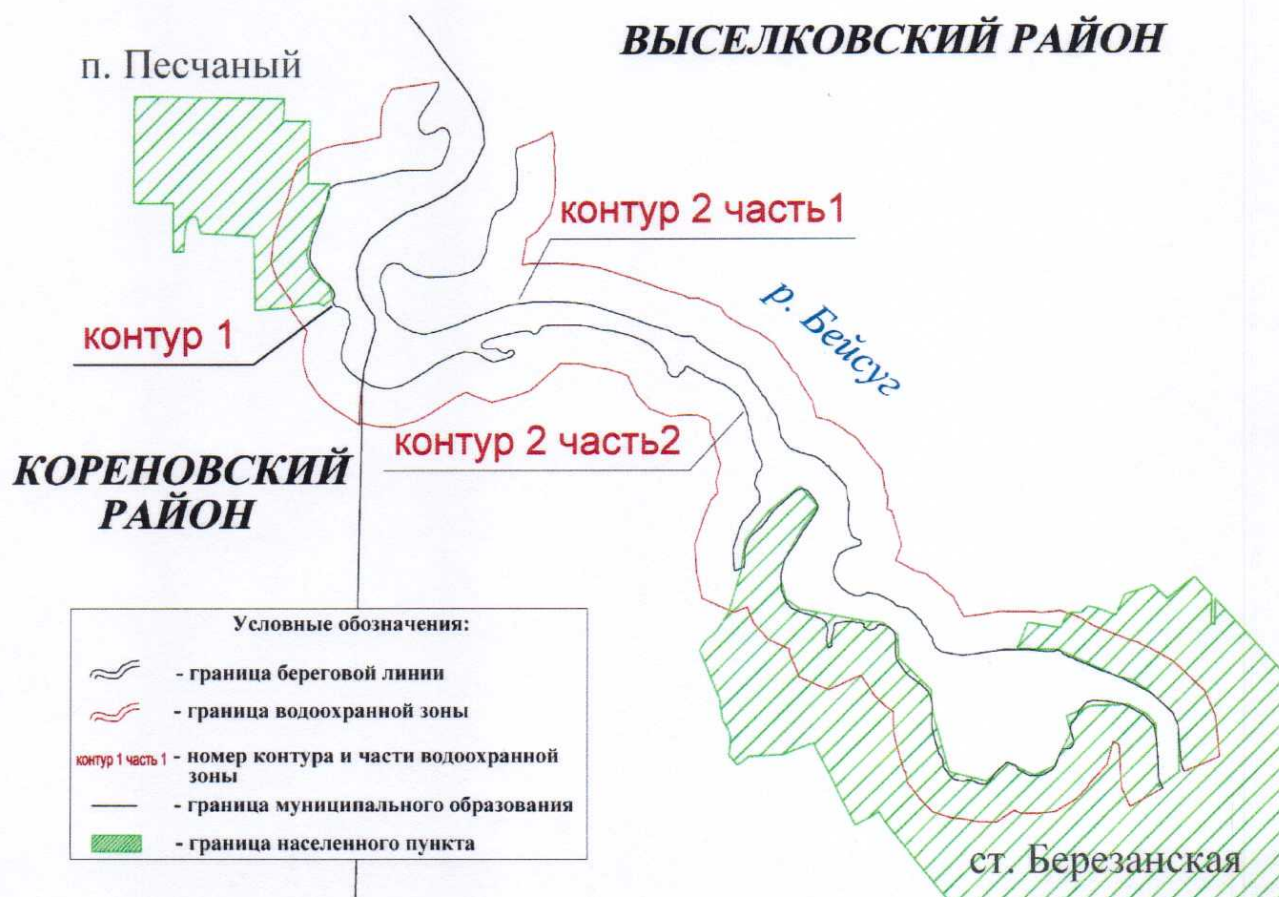 ВЫСЕЛКОВСКИЙ РАЙОН
п. Песчаный
контур 2 часть1
р. Бейсуг
контур 1
контур 2 часть2
КОРЕНОВСКИЙ
РАЙОН
Условные обозначения:
- граница береговой линии
- граница водоохранной зоны
контур 1 часть 1 - номер контура и части водоохранной
зоны
- граница муниципального образования
- граница населенного пункта
ст. Березанская